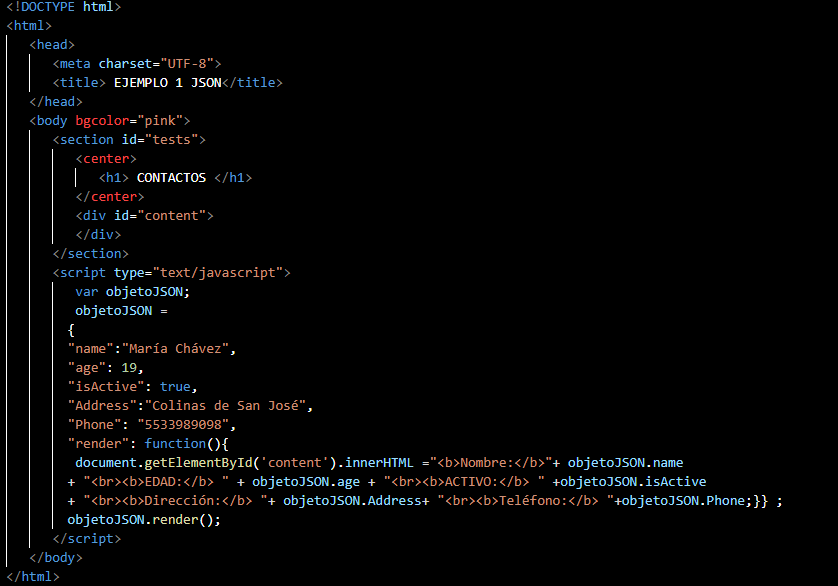 <!DOCTYPE html>
<html>
<head>
<meta charset="UTF-8">
<title> EJEMPLO 1 JSON</title>
</head>
<body bgcolor="pink">
<section id="tests">
<center>
<h1> CONTACTOS </h1>
</center>
<div id="content">
</div>
</section>
<script type="text/javascript">
var objetoJSON;
objetoJSON =
{
"name":"María Chávez",
"age": 19,
"isActive": true,
"Address":"Colinas de San José",
"Phone": "5533989098",
"render": function(){
document.getElementById('content').innerHTML ="<b>Nombre:</b>"+ objetoJSON.name
+ "<br><b>EDAD:</b> " + objetoJSON.age + "<br><b>ACTIVO:</b> " +objetoJSON.isActive
+ "<br><b>Dirección:</b> "+ objetoJSON.Address+ "<br><b>Teléfono:</b> "+objetoJSON.Phone;}} ;
objetoJSON.render();
</script>
</body>
</html>